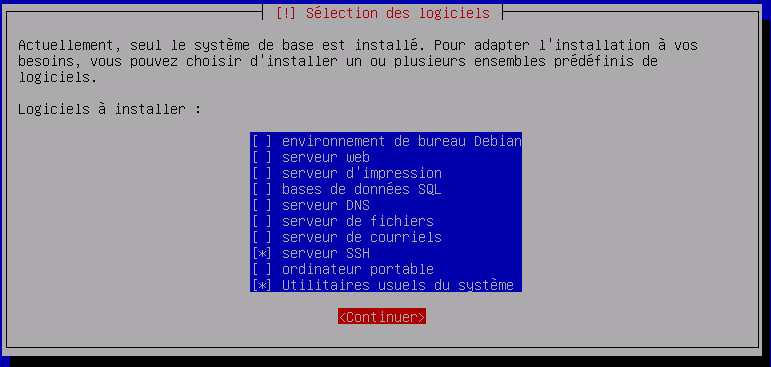 [!] Sélection des logiciels
Actuellement, seul le système de base est installé. Pour adapter l'installation à vos
besoins, vous pouvez choisir d'installer un ou plusieurs ensembles prédéfinis de
logiciels.
Logiciels à installer :
[ ] environnement de bureau Debian
[ ] serveur web
[ ] serveur d'impression
[ ] bases de données SQL
[ ] serveur DNS
[ ] serveur de fichiers
[ ] serveur de courriels
[*] serveur SSH
[ ] ordinateur portable
[*] Utilitaires usuels du système
<Continuer>